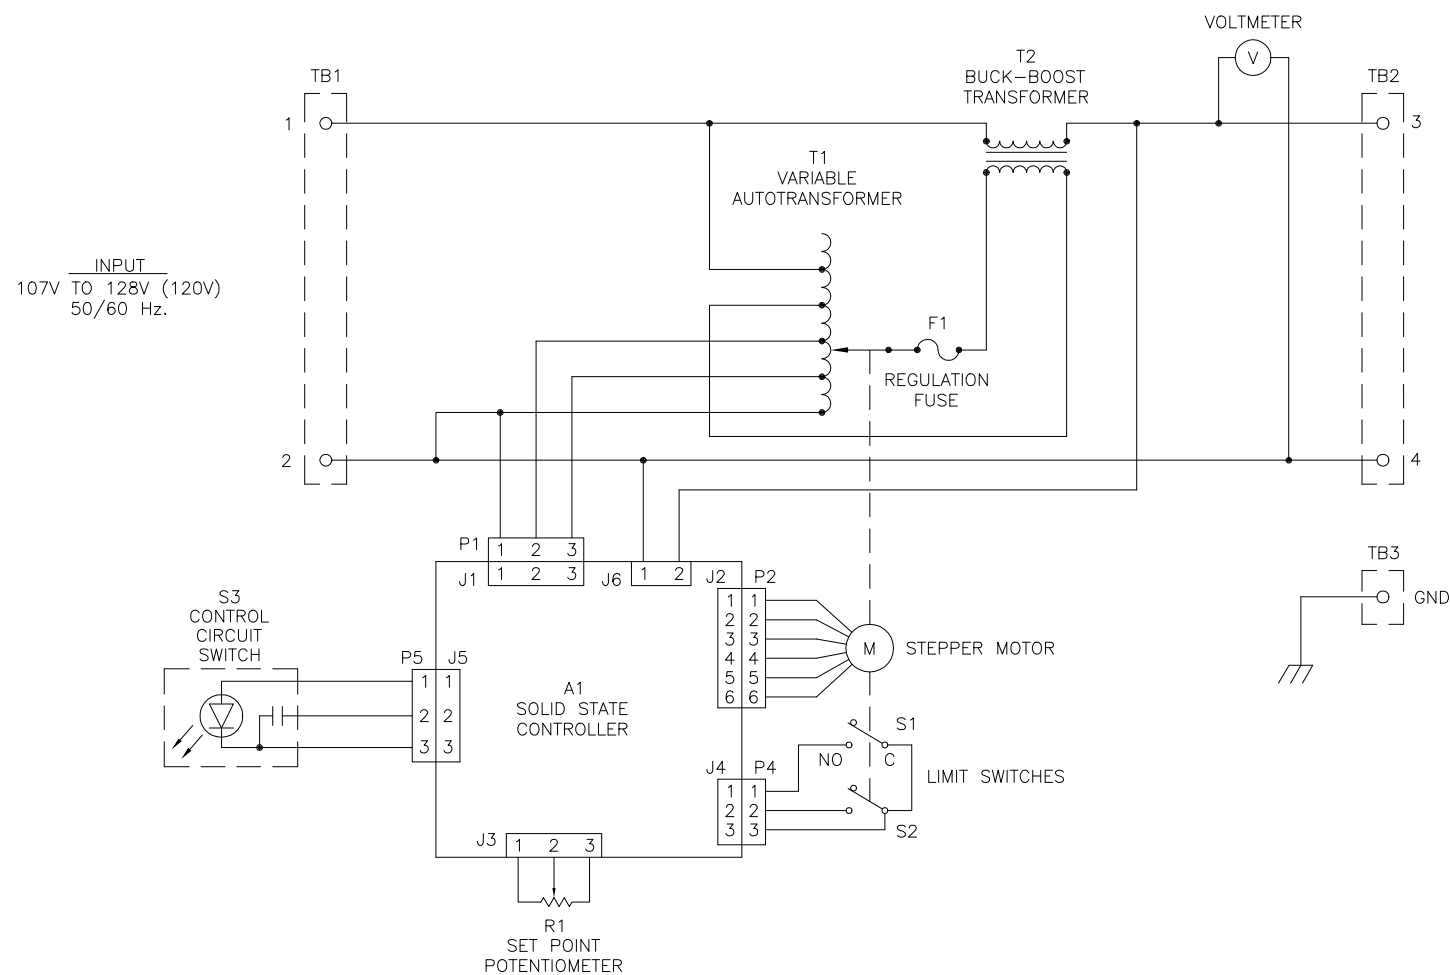 VOLTMETER
V
T2
BUCK-BOOST
TRANSFORMER
TB1
TB2
1
3
T1
VARIABLE
AUTOTRANSFORMER
INPUT
107V TO 128V (120V)
50/60 Hz.
F1
REGULATION
FUSE
2
4
P1
1 2 3
J1
1 2 3
J6
1 2
J2 P2
1 1
2 2
3 3
4 4
5 5
6 6
M
STEPPER MOTOR
TB3
GND
S3
CONTROL
CIRCUIT
SWITCH
P5 J5
1 1
2 2
3 3
A1
SOLID STATE
CONTROLLER
S1
NO
C
LIMIT SWITCHES
J4 P4
1 1
2 2
3 3
S2
J3
1 2 3
R1
SET POINT
POTENTIOMETER